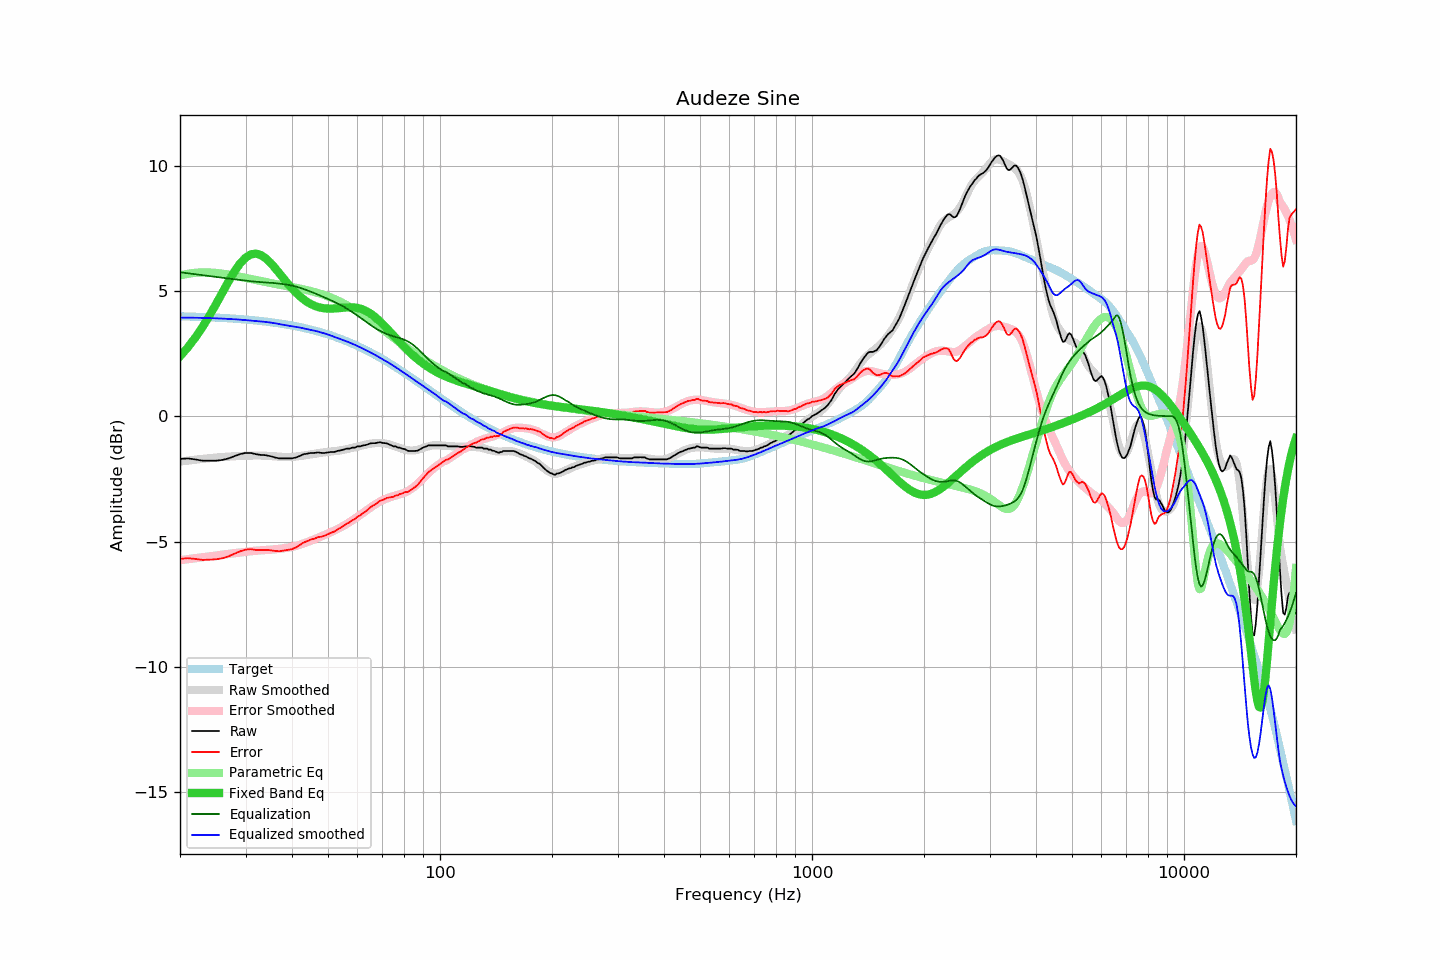 Audeze Sine
Amplitude (dBr)
10
5
0
−5
−10
−15
Target
Raw Smoothed
Error Smoothed
Raw
Error
Parametric Eq
Fixed Band Eq
Equalization
Equalized smoothed
100
1000
10000
Frequency (Hz)